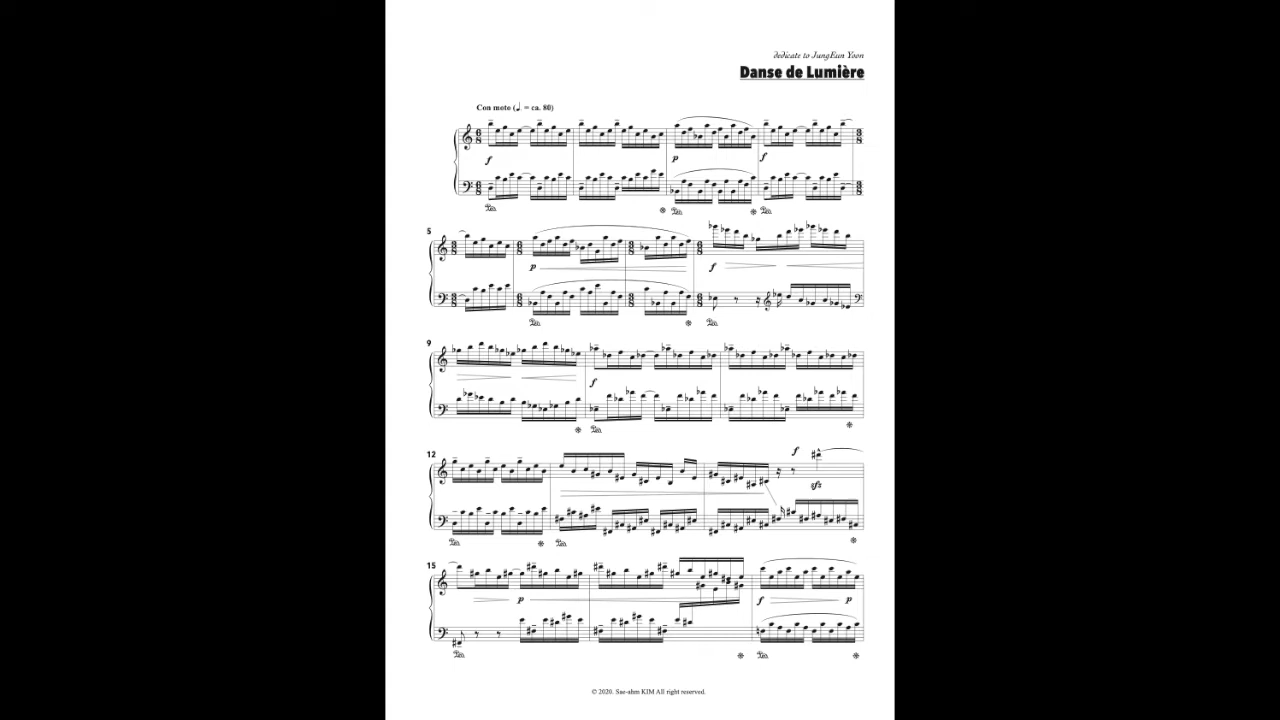 dedicate to JungEun Yoon
Danse de Lumière
Con moto (♩ = ca. 80)
f
p
f
5
p
f
9
f
12
f
sfz
15
p
f
p
© 2020. Sae-ahm KIM All right reserved.